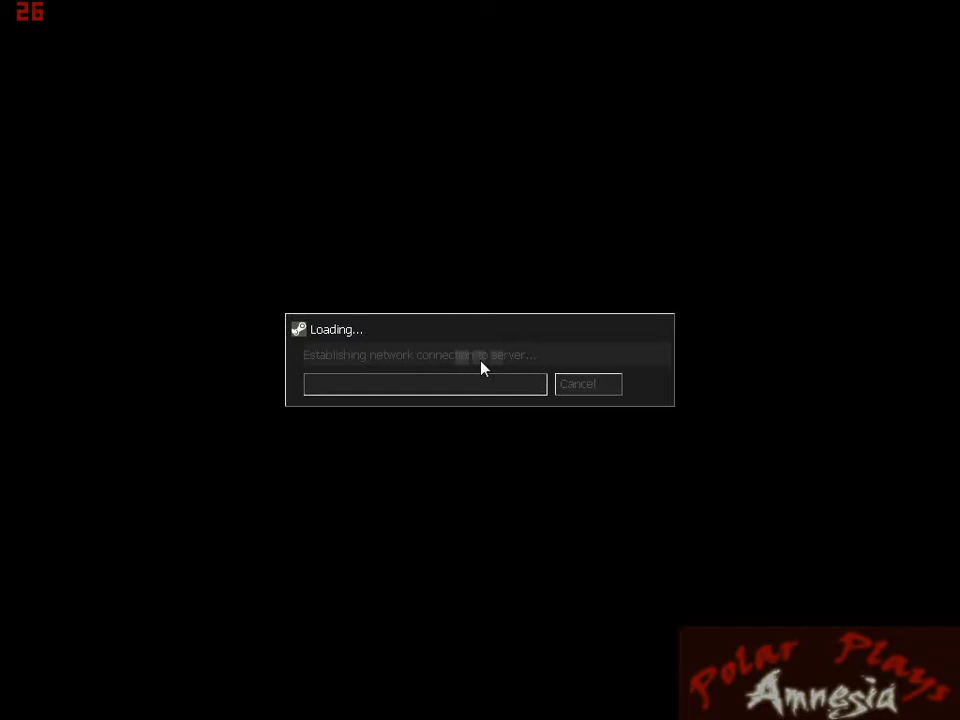 26
Loading...
Establishing network connection to server...
Cancel
Polar Plays
Amnesia